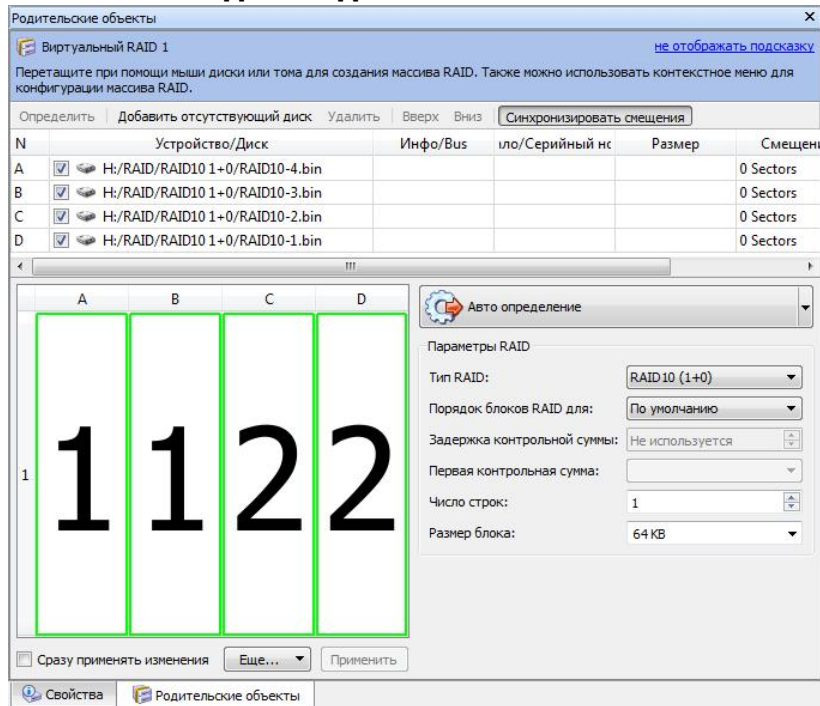 Родительские объекты
Виртуальный RAID 1 не отображать подсказку
Перетащите при помощи мыши диски или тома для создания массива RAID. Также можно использовать контекстное меню для
конфигурации массива RAID.
Определить Добавить отсутствующий диск Удалить Вверх Вниз Синхронизировать смещения
N Устройство/Диск Инфо/Bus ло/Серийный нс Размер Смещени
A H:/RAID/RAID10 1+0/RAID10-4.bin 0 Sectors
B H:/RAID/RAID10 1+0/RAID10-3.bin 0 Sectors
C H:/RAID/RAID10 1+0/RAID10-2.bin 0 Sectors
D H:/RAID/RAID10 1+0/RAID10-1.bin 0 Sectors
A B C D
1 1 1 2 2
Авто определение
Параметры RAID
Тип RAID: RAID10 (1+0)
Порядок блоков RAID для: По умолчанию
Задержка контрольной суммы: Не используется
Первая контрольная сумма:
Число строк: 1
Размер блока: 64 KB
Сразу применять изменения Еще... Применить
Свойства Родительские объекты